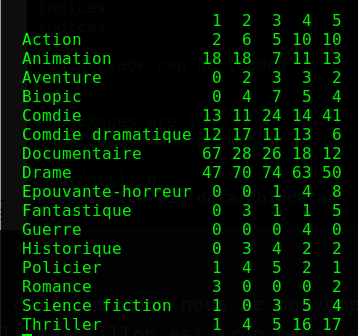 1 2 3 4 5
Action 2 6 5 10 10
Animation 18 18 7 11 13
Aventure 0 2 3 3 2
Biopic 0 4 7 5 4
Comdie 13 11 24 14 41
Comdie dramatique 12 17 11 13 6
Documentaire 67 28 26 18 12
Drame 47 70 74 63 50
Epouvante-horreur 0 0 1 4 8
Fantastique 0 3 1 1 5
Guerre 0 0 0 4 0
Historique 0 3 4 2 2
Policier 1 4 5 2 1
Romance 3 0 0 0 2
Science fiction 1 0 3 5 1
Thriller 1 4 5 16 17